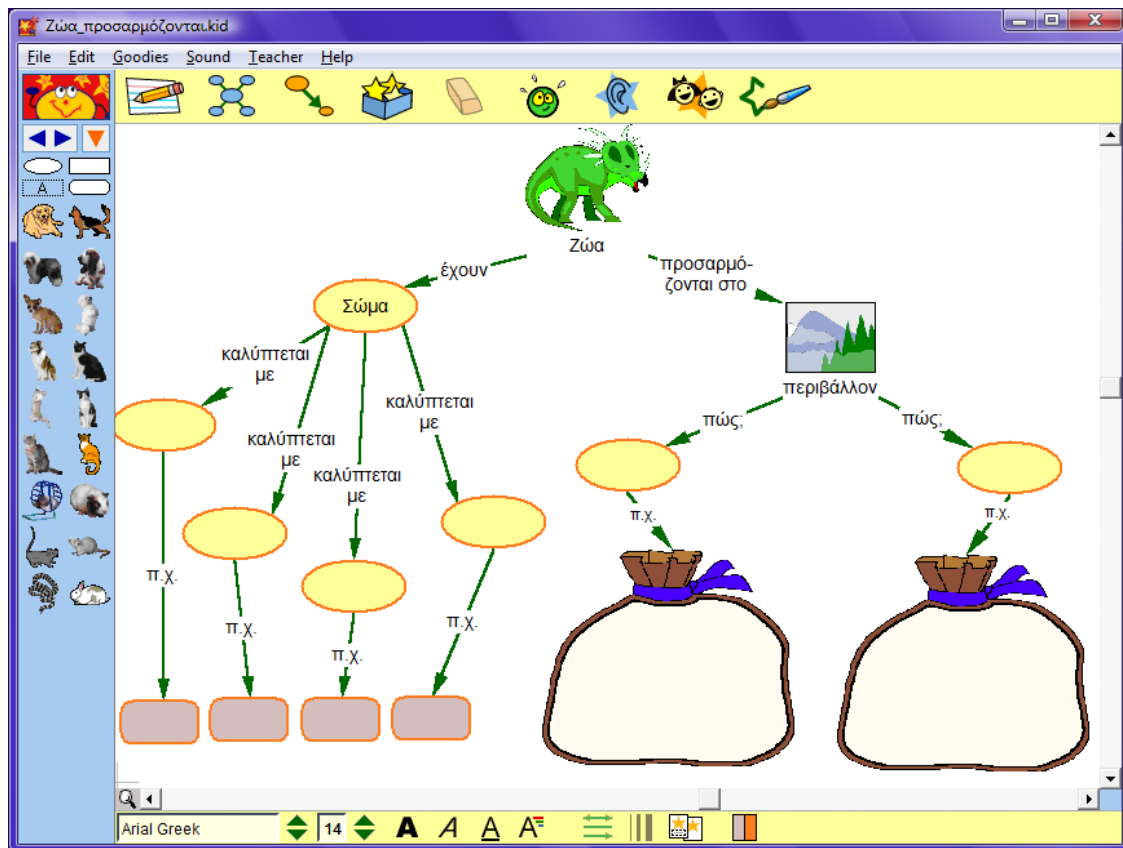 Ζώα_προσαρμόζονται.kid
File Edit Goodies Sound Teacher Help
A
Ζώα
έχουν
προσαρμό-
ζονται στο
Σώμα
περιβάλλον
καλύπτεται
με
καλύπτεται
με
καλύπτεται
με
καλύπτεται
με
πώς;
πώς;
π.χ.
π.χ.
π.χ.
π.χ.
π.χ.
π.χ.
Arial Greek 14 A A A A